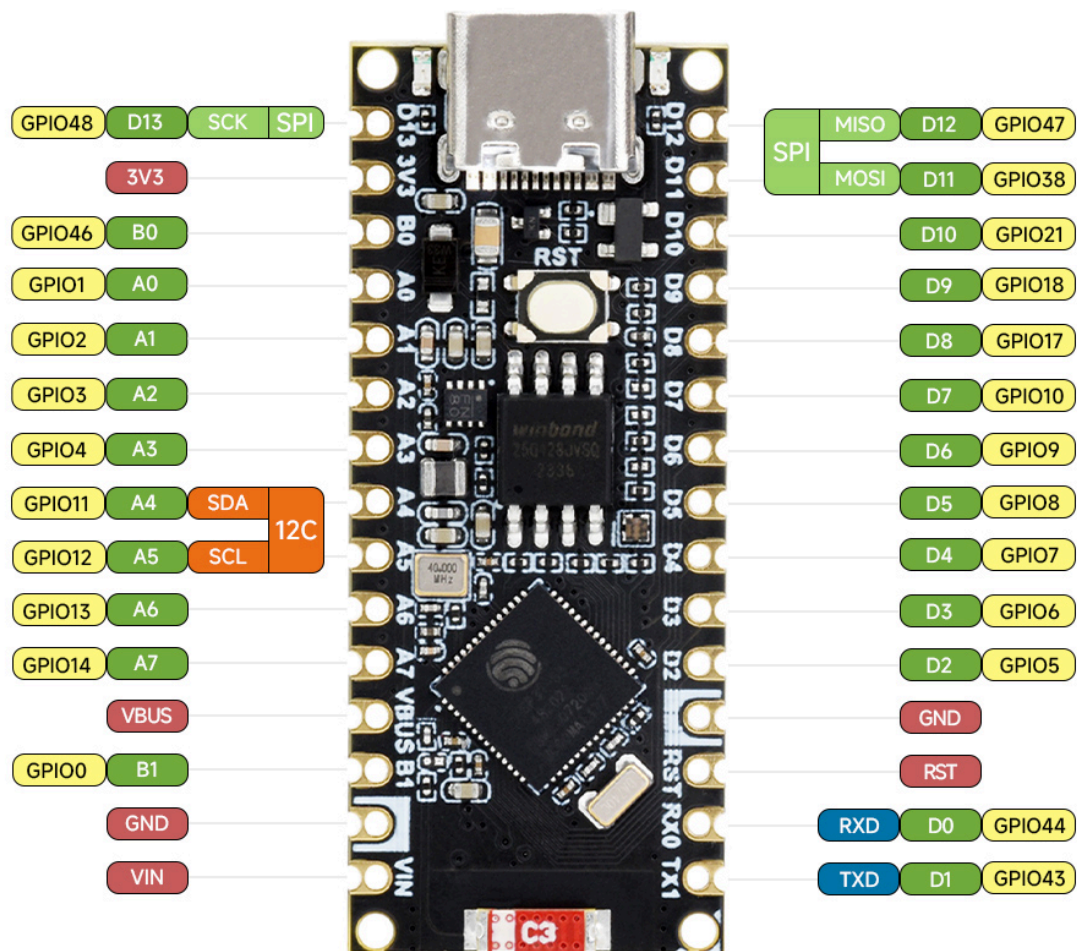 GPIO48 D13 SCK SPI
3V3
GPIO46 B0
GPIO1 A0
GPIO2 A1
GPIO3 A2
GPIO4 A3
GPIO11 A4 SDA
12C
GPIO12 A5 SCL
GPIO13 A6
GPIO14 A7
VBUS
GPIO0 B1
GND
VIN
D13
3V3
B0
A0
A1
A2
A3
A4
A5
A6
A7
VBUS
B1
VIN
RST
winbond
25Q128JVSQ
2338
40.000
MHz
C3
D12
D11
D10
D9
D8
D7
D6
D5
D4
D3
D2
RST
RX0
TX1
SPI
MISO D12 GPIO47
MOSI D11 GPIO38
D10 GPIO21
D9 GPIO18
D8 GPIO17
D7 GPIO10
D6 GPIO9
D5 GPIO8
D4 GPIO7
D3 GPIO6
D2 GPIO5
GND
RST
RXD D0 GPIO44
TXD D1 GPIO43